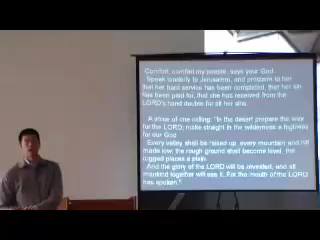 Comfort, comfort my people, says your God.
Speak tenderly to Jerusalem, and proclaim to her
that her hard service has been completed, that her sin
has been paid for, that she has received from the
LORD's hand double for all her sins.
A voice of one calling: "In the desert prepare the way
for the LORD; make straight in the wilderness a highway
for our God.
Every valley shall be raised up, every mountain and hill
made low; the rough ground shall become level, the
rugged places a plain.
And the glory of the LORD will be revealed, and all
mankind together will see it. For the mouth of the LORD
has spoken."